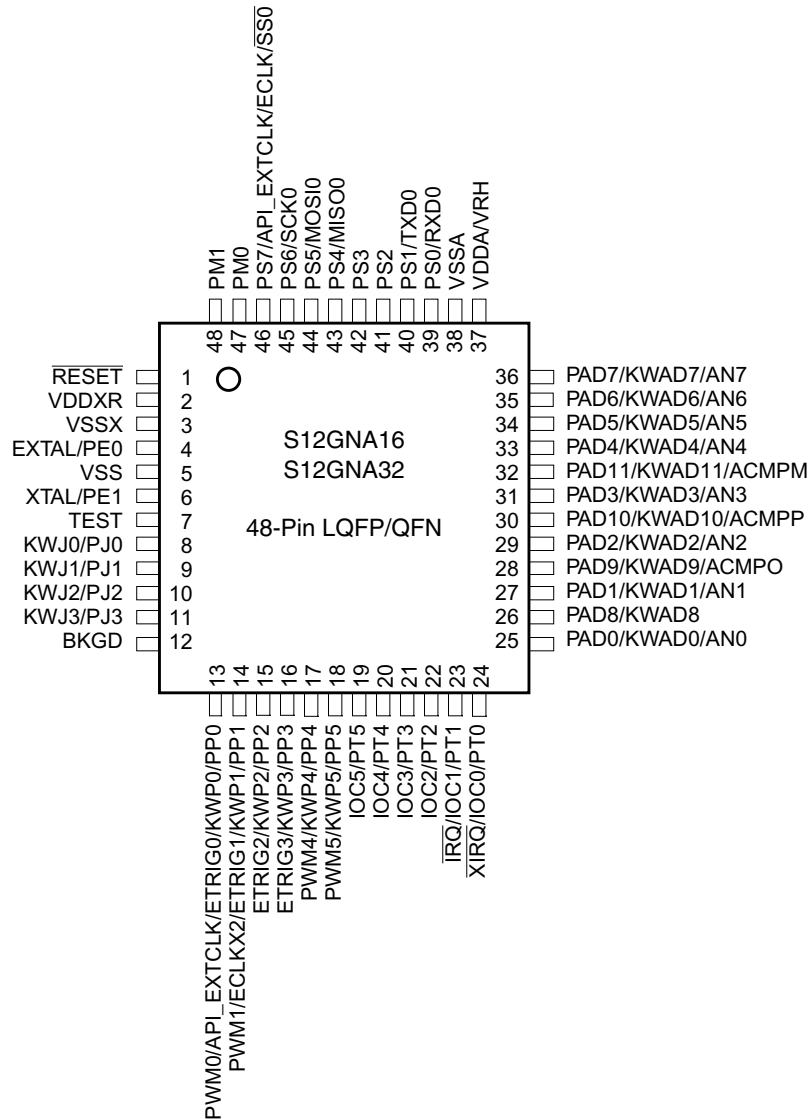 PM1
PM0
PS7/API_EXTCLK/ECLK/S̅S̅0̅
PS6/SCK0
PS5/MOSI0
PS4/MISO0
PS3
PS2
PS1/TXD0
PS0/RXD0
VSSA
VDDA/VRH
48
47
46
45
44
43
42
41
40
39
38
37
R̅E̅S̅E̅T̅ 1
VDDXR 2
VSSX 3
EXTAL/PE0 4
VSS 5
XTAL/PE1 6
TEST 7
KWJ0/PJ0 8
KWJ1/PJ1 9
KWJ2/PJ2 10
KWJ3/PJ3 11
BKGD 12
S12GNA16
S12GNA32
48-Pin LQFP/QFN
36 PAD7/KWAD7/AN7
35 PAD6/KWAD6/AN6
34 PAD5/KWAD5/AN5
33 PAD4/KWAD4/AN4
32 PAD11/KWAD11/ACMPM
31 PAD3/KWAD3/AN3
30 PAD10/KWAD10/ACMPP
29 PAD2/KWAD2/AN2
28 PAD9/KWAD9/ACMPO
27 PAD1/KWAD1/AN1
26 PAD8/KWAD8
25 PAD0/KWAD0/AN0
13
14
15
16
17
18
19
20
21
22
23
24
PWM0/API_EXTCLK/ETRIG0/KWP0/PP0
PWM1/ECLKX2/ETRIG1/KWP1/PP1
ETRIG2/KWP2/PP2
ETRIG3/KWP3/PP3
PWM4/KWP4/PP4
PWM5/KWP5/PP5
IOC5/PT5
IOC4/PT4
IOC3/PT3
IOC2/PT2
I̅R̅Q̅/IOC1/PT1
X̅I̅R̅Q̅/IOC0/PT0